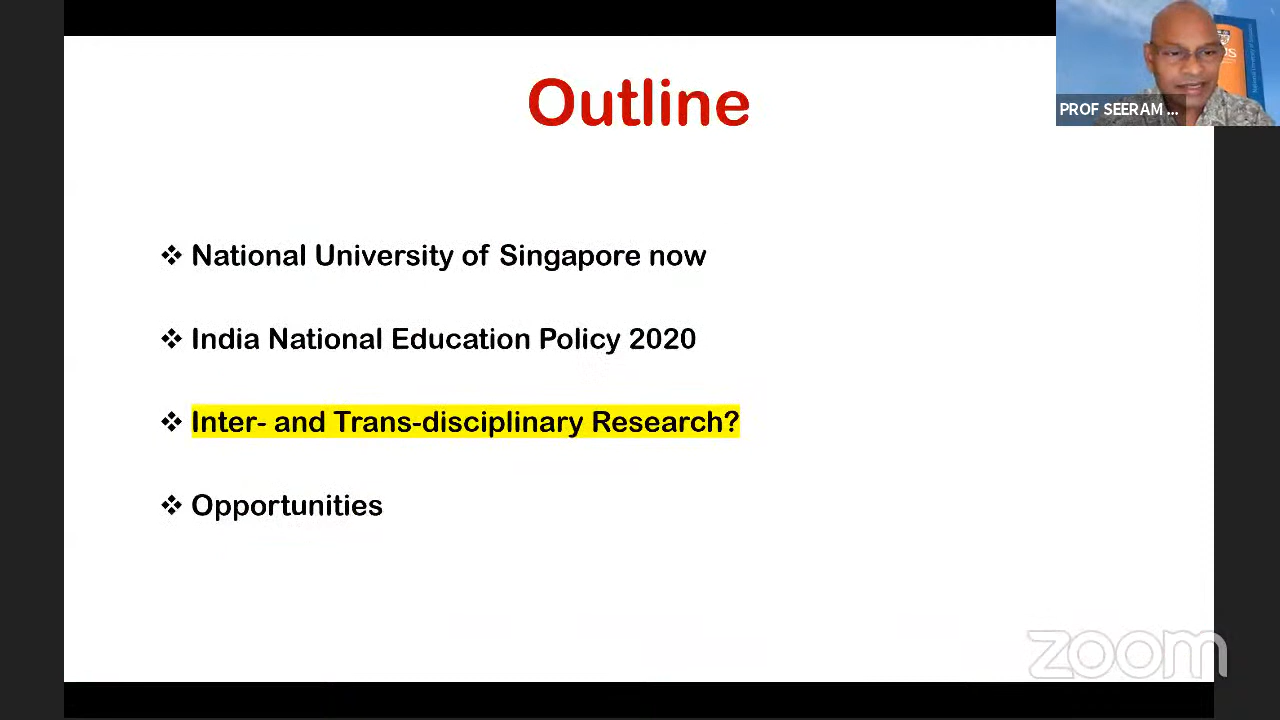 Outline
PROF SEERAM ...
❖ National University of Singapore now
❖ India National Education Policy 2020
❖ Inter- and Trans-disciplinary Research?
❖ Opportunities
zoom